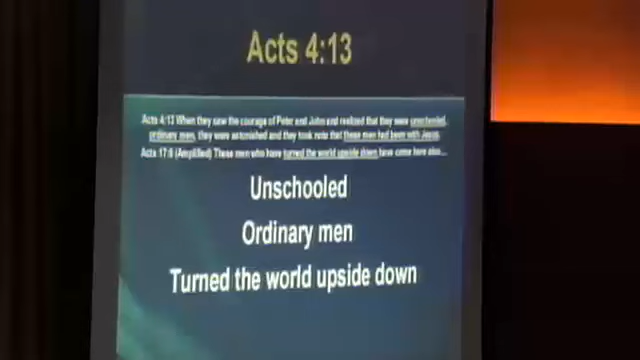 Acts 4:13
Acts 4:13 When they saw the courage of Peter and John and realized that they were unschooled,
ordinary men, they were astonished and they took note that these men had been with Jesus.
Acts 17:6 (Amplified) These men who have turned the world upside down have come here also...
Unschooled
Ordinary men
Turned the world upside down